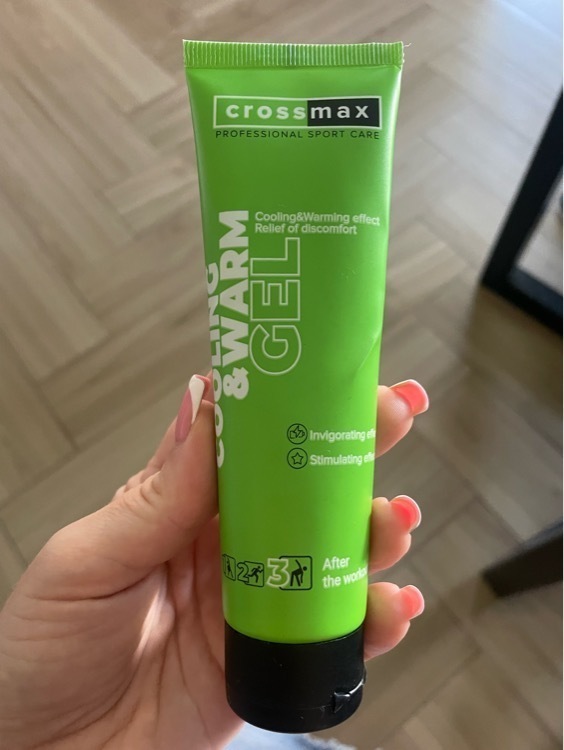 crossmax
PROFESSIONAL SPORT CARE
Cooling&Warming effect
Relief of discomfort
COOLING
&WARM
GEL
Invigorating
Stimulating
2 3
After
the